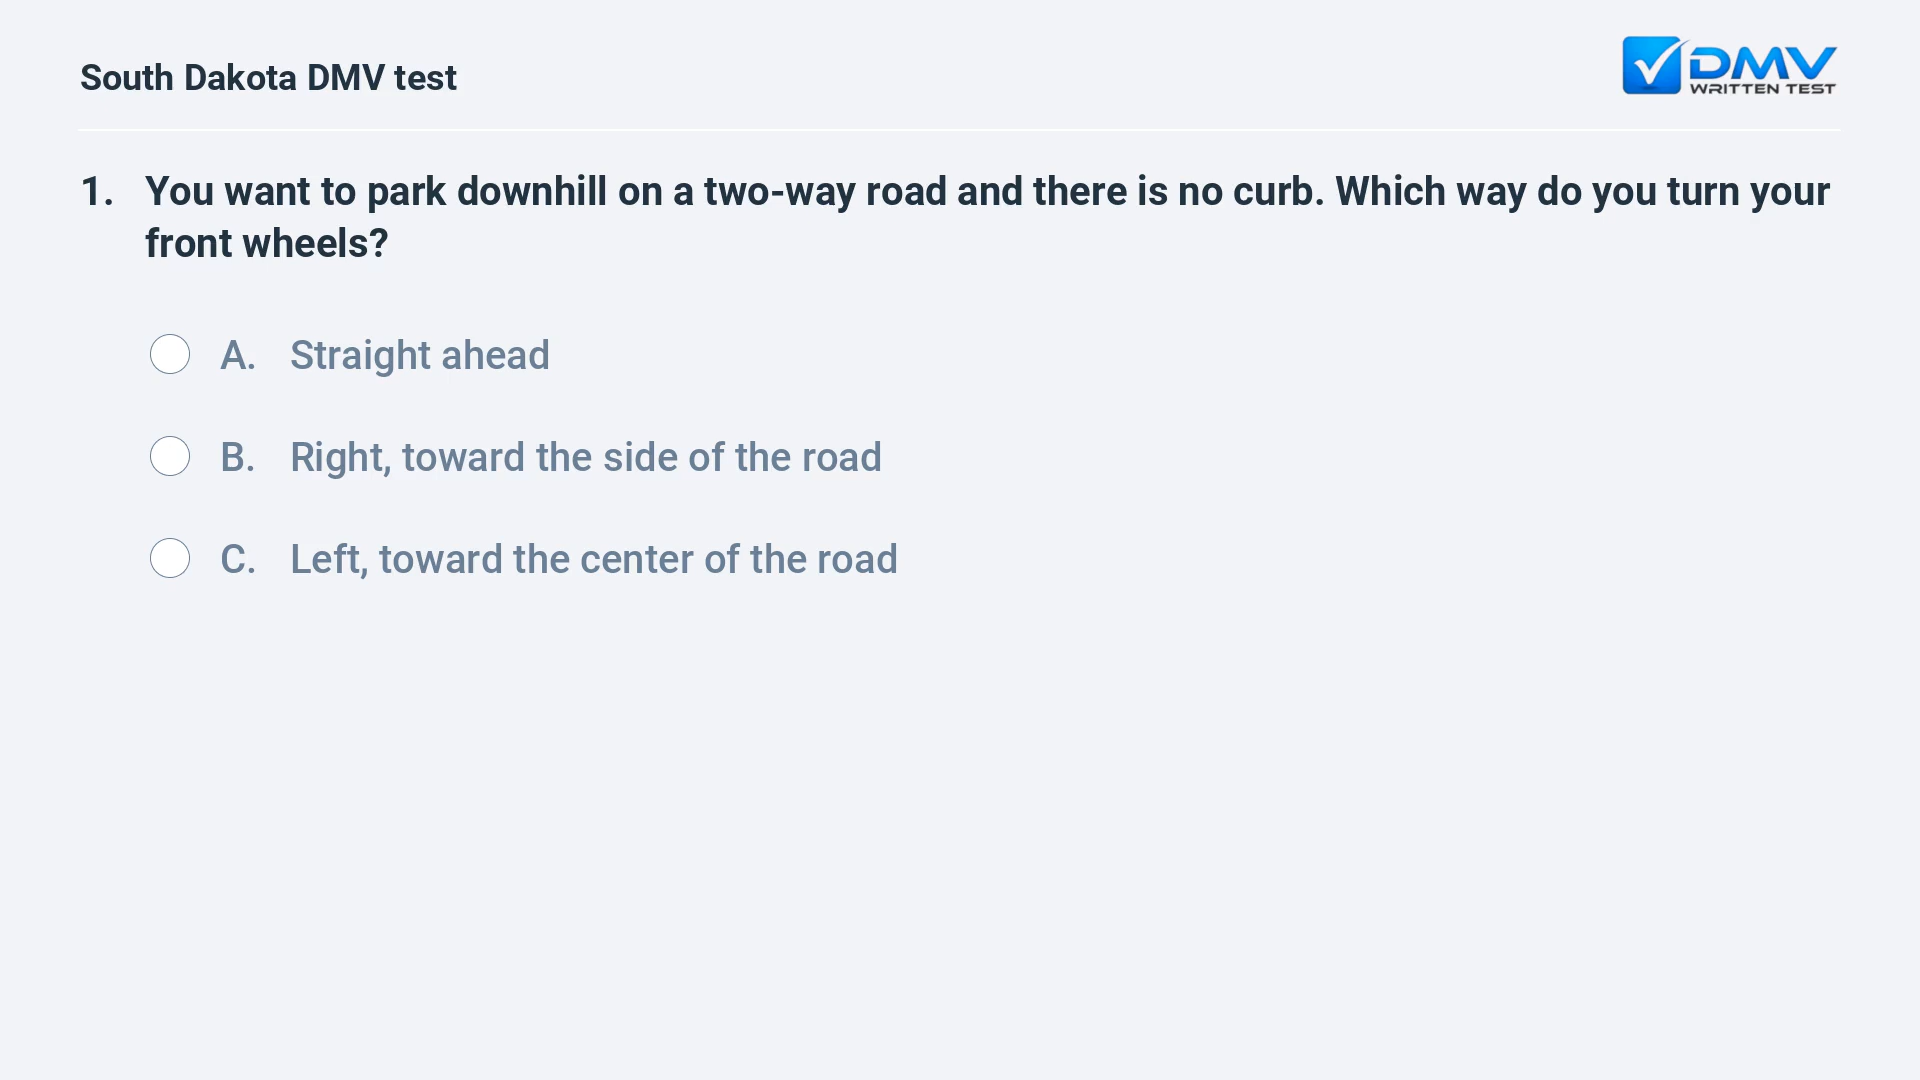 South Dakota DMV test
DMV
WRITTEN TEST
1. You want to park downhill on a two-way road and there is no curb. Which way do you turn your
front wheels?
A. Straight ahead
B. Right, toward the side of the road
C. Left, toward the center of the road